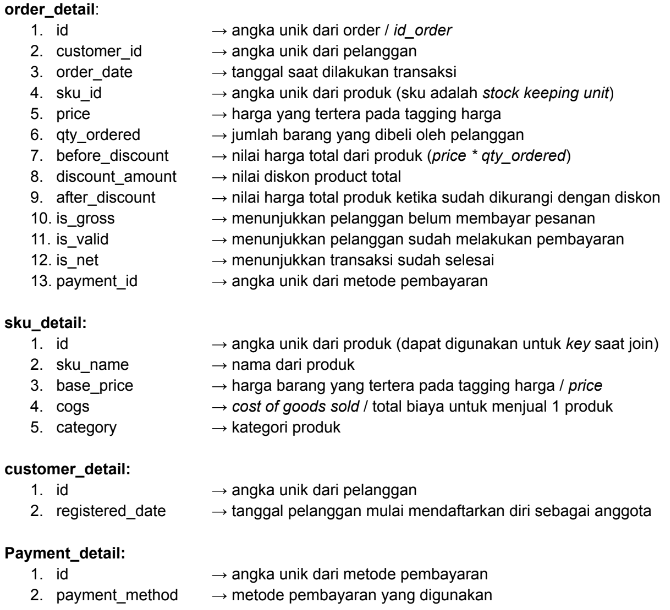 order_detail:
1. id → angka unik dari order / id_order
2. customer_id → angka unik dari pelanggan
3. order_date → tanggal saat dilakukan transaksi
4. sku_id → angka unik dari produk (sku adalah stock keeping unit)
5. price → harga yang tertera pada tagging harga
6. qty_ordered → jumlah barang yang dibeli oleh pelanggan
7. before_discount → nilai harga total dari produk (price * qty_ordered)
8. discount_amount → nilai diskon product total
9. after_discount → nilai harga total produk ketika sudah dikurangi dengan diskon
10. is_gross → menunjukkan pelanggan belum membayar pesanan
11. is_valid → menunjukkan pelanggan sudah melakukan pembayaran
12. is_net → menunjukkan transaksi sudah selesai
13. payment_id → angka unik dari metode pembayaran
sku_detail:
1. id → angka unik dari produk (dapat digunakan untuk key saat join)
2. sku_name → nama dari produk
3. base_price → harga barang yang tertera pada tagging harga / price
4. cogs → cost of goods sold / total biaya untuk menjual 1 produk
5. category → kategori produk
customer_detail:
1. id → angka unik dari pelanggan
2. registered_date → tanggal pelanggan mulai mendaftarkan diri sebagai anggota
Payment_detail:
1. id → angka unik dari metode pembayaran
2. payment_method → metode pembayaran yang digunakan